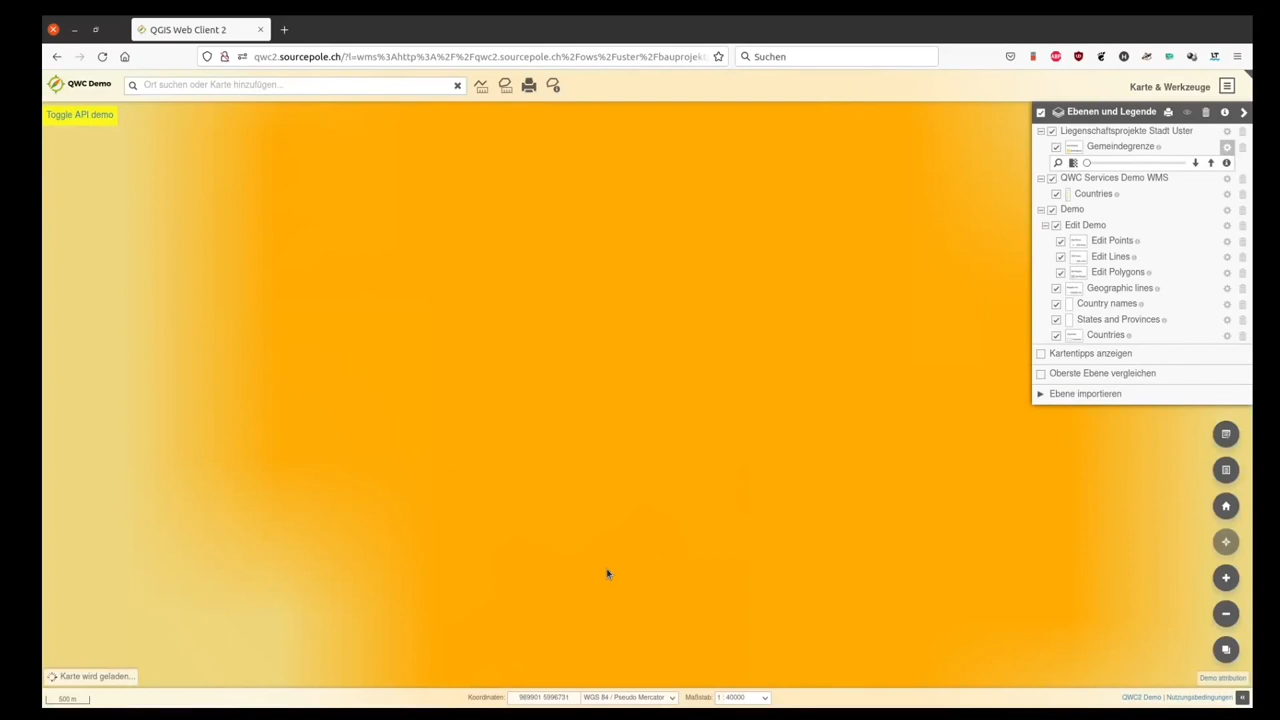 QGIS Web Client 2
qwc2.sourcepole.ch/?l=wms%3Ahttp%3A%2F%2Fqwc2.sourcepole.ch%2Fows%2Fuster%2Fbauprojekt
Suchen
QWC Demo
Ort suchen oder Karte hinzufügen...
Karte & Werkzeuge
Toggle API demo
Ebenen und Legende
Liegenschaftsprojekte Stadt Uster
Gemeindegrenze
QWC Services Demo WMS
Countries
Demo
Edit Demo
Edit Points
Edit Lines
Edit Polygons
Geographic lines
Country names
States and Provinces
Countries
Kartentipps anzeigen
Oberste Ebene vergleichen
Ebene importieren
Karte wird geladen...
Demo attribution
500 m
Koordinaten: 969901 5996731 WGS 84 / Pseudo Mercator Maßstab: 1 : 40000
QWC2 Demo | Nutzungsbedingungen